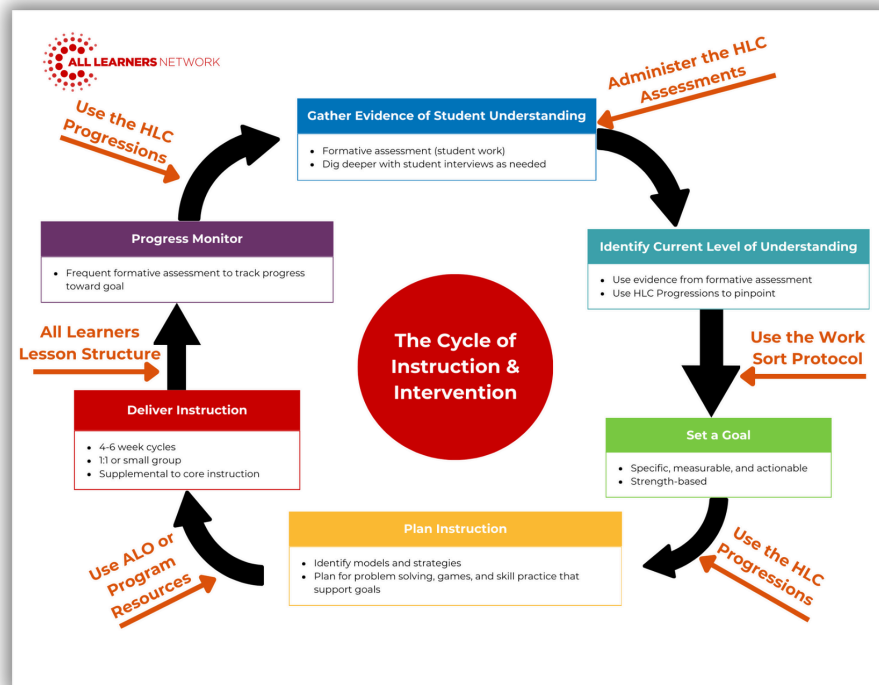 ALL LEARNERS NETWORK
Administer the HLC
Assessments
Use the HLC
Progressions
Gather Evidence of Student Understanding
• Formative assessment (student work)
• Dig deeper with student interviews as needed
Progress Monitor
• Frequent formative assessment to track progress
toward goal
Identify Current Level of Understanding
• Use evidence from formative assessment
• Use HLC Progressions to pinpoint
All Learners
Lesson Structure
The Cycle of
Instruction &
Intervention
Use the Work
Sort Protocol
Deliver Instruction
• 4-6 week cycles
• 1:1 or small group
• Supplemental to core instruction
Set a Goal
• Specific, measurable, and actionable
• Strength-based
Plan Instruction
• Identify models and strategies
• Plan for problem solving, games, and skill practice that
support goals
Use ALO or
Program
Resources
Use the HLC
Progressions